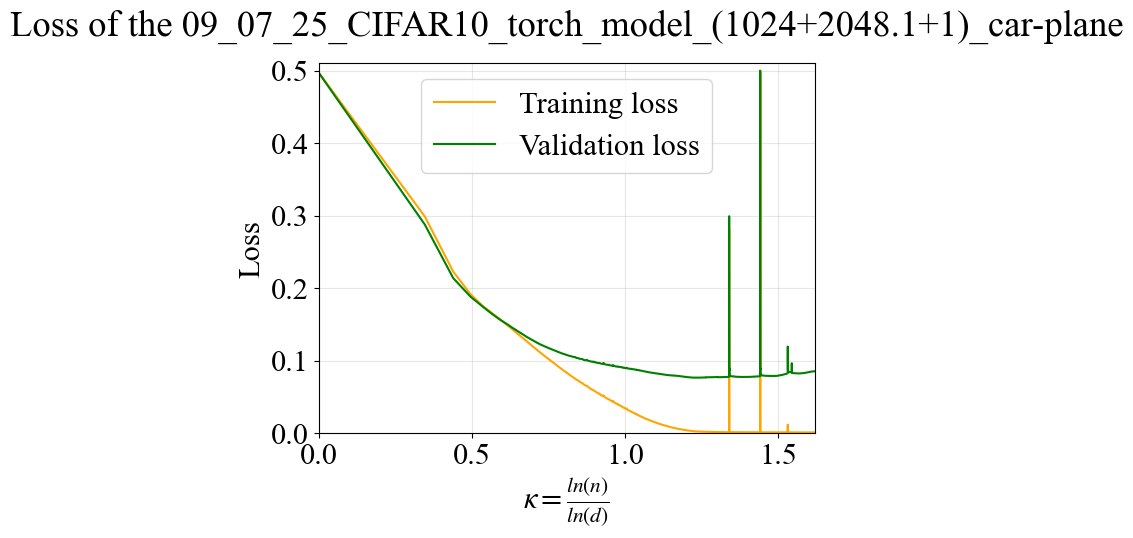 Loss of the 09_07_25_CIFAR10_torch_model_(1024+2048.1+1)_car-plane
Training loss
Validation loss
Loss
0.5
0.4
0.3
0.2
0.1
0.0
0.0 0.5 1.0 1.5
κ = ln(n)/ln(d)